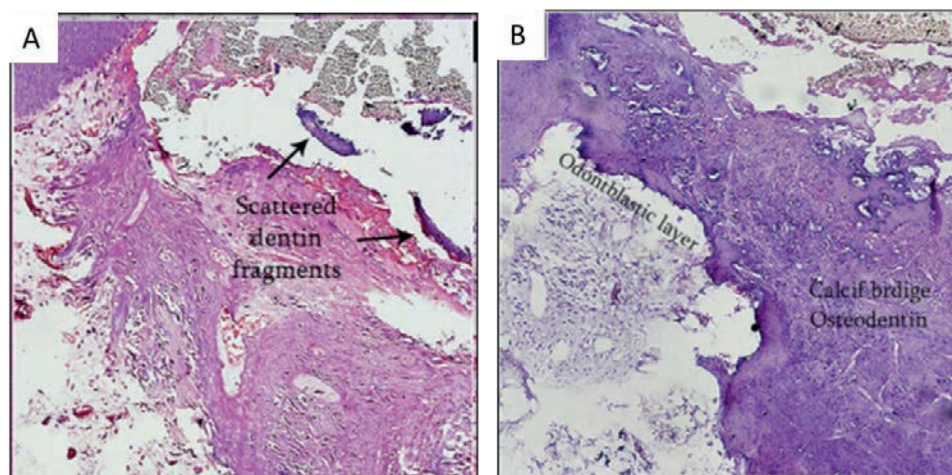 A
Scattered
dentin
fragments
B
Odontblastic layer
Calcif brdige
Osteodentin